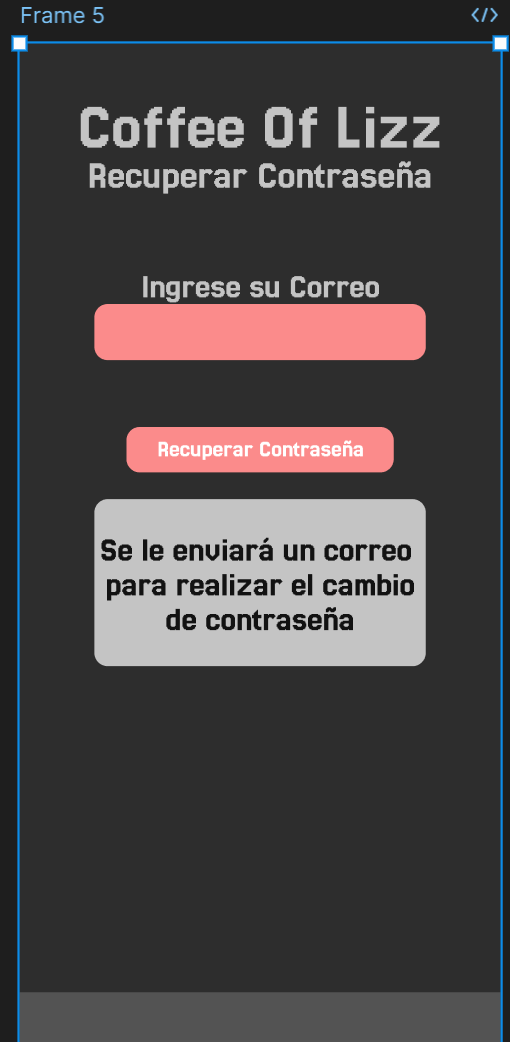 Frame 5
Coffee Of Lizz
Recuperar Contraseña
Ingrese su Correo
Recuperar Contraseña
Se le enviará un correo
para realizar el cambio
de contraseña